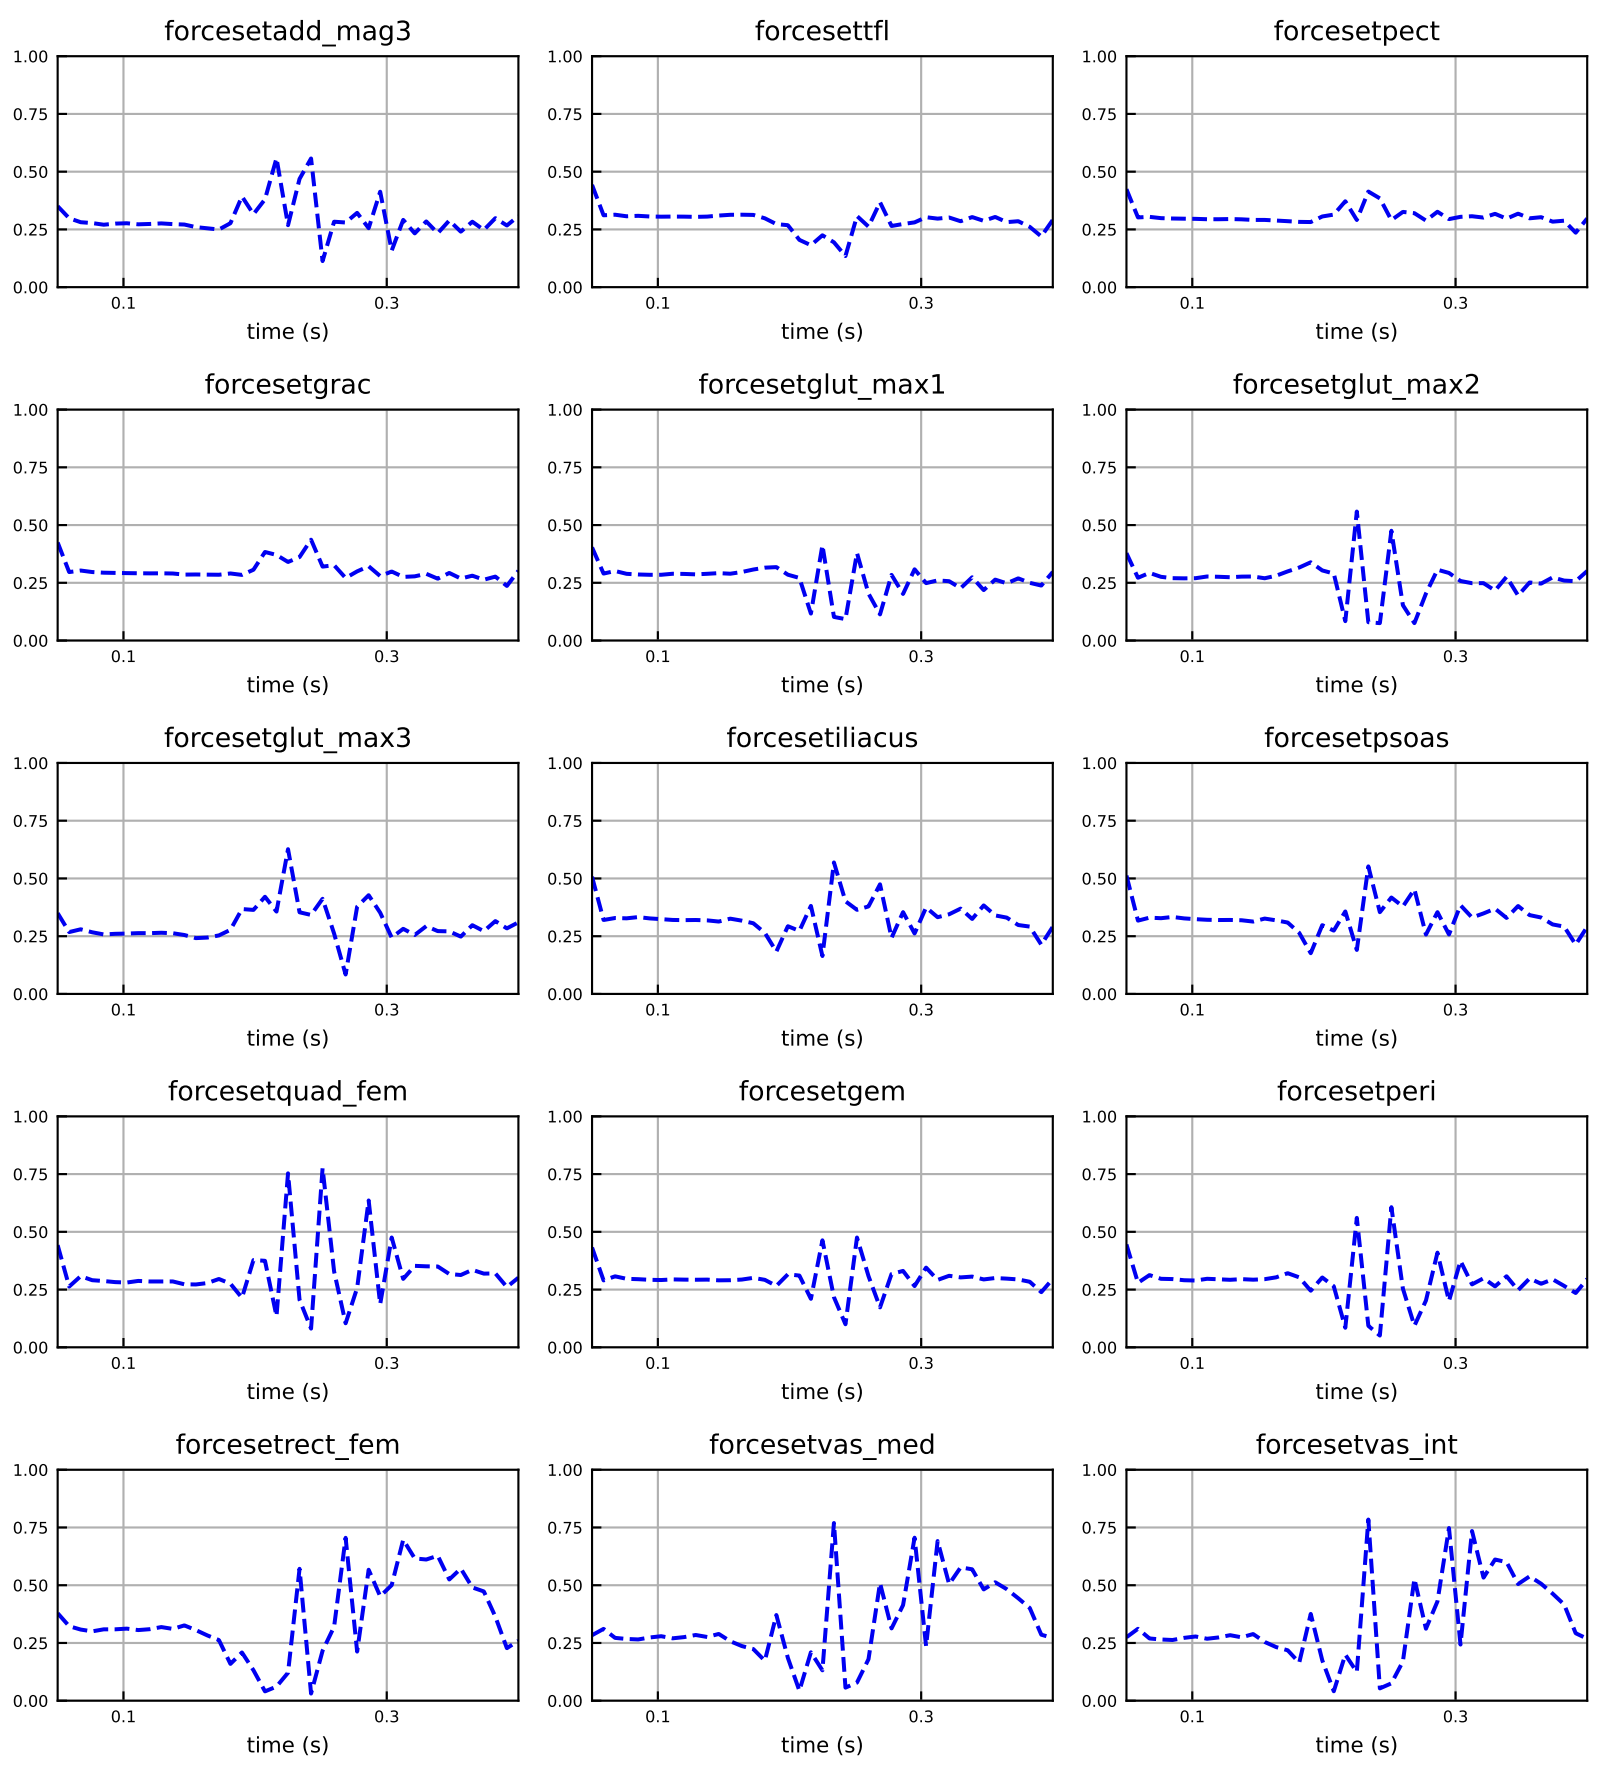 forcesetadd_mag3 forcesettfl forcesetpect
1.00 1.00 1.00
0.75 0.75 0.75
0.50 0.50 0.50
0.25 0.25 0.25
0.00 0.00 0.00
0.1 0.3 0.1 0.3 0.1 0.3
time (s) time (s) time (s)
forcesetgrac forcesetglut_max1 forcesetglut_max2
1.00 1.00 1.00
0.75 0.75 0.75
0.50 0.50 0.50
0.25 0.25 0.25
0.00 0.00 0.00
0.1 0.3 0.1 0.3 0.1 0.3
time (s) time (s) time (s)
forcesetglut_max3 forcesetiliacus forcesetpsoas
1.00 1.00 1.00
0.75 0.75 0.75
0.50 0.50 0.50
0.25 0.25 0.25
0.00 0.00 0.00
0.1 0.3 0.1 0.3 0.1 0.3
time (s) time (s) time (s)
forcesetquad_fem forcesetgem forcesetperi
1.00 1.00 1.00
0.75 0.75 0.75
0.50 0.50 0.50
0.25 0.25 0.25
0.00 0.00 0.00
0.1 0.3 0.1 0.3 0.1 0.3
time (s) time (s) time (s)
forcesetrect_fem forcesetvas_med forcesetvas_int
1.00 1.00 1.00
0.75 0.75 0.75
0.50 0.50 0.50
0.25 0.25 0.25
0.00 0.00 0.00
0.1 0.3 0.1 0.3 0.1 0.3
time (s) time (s) time (s)